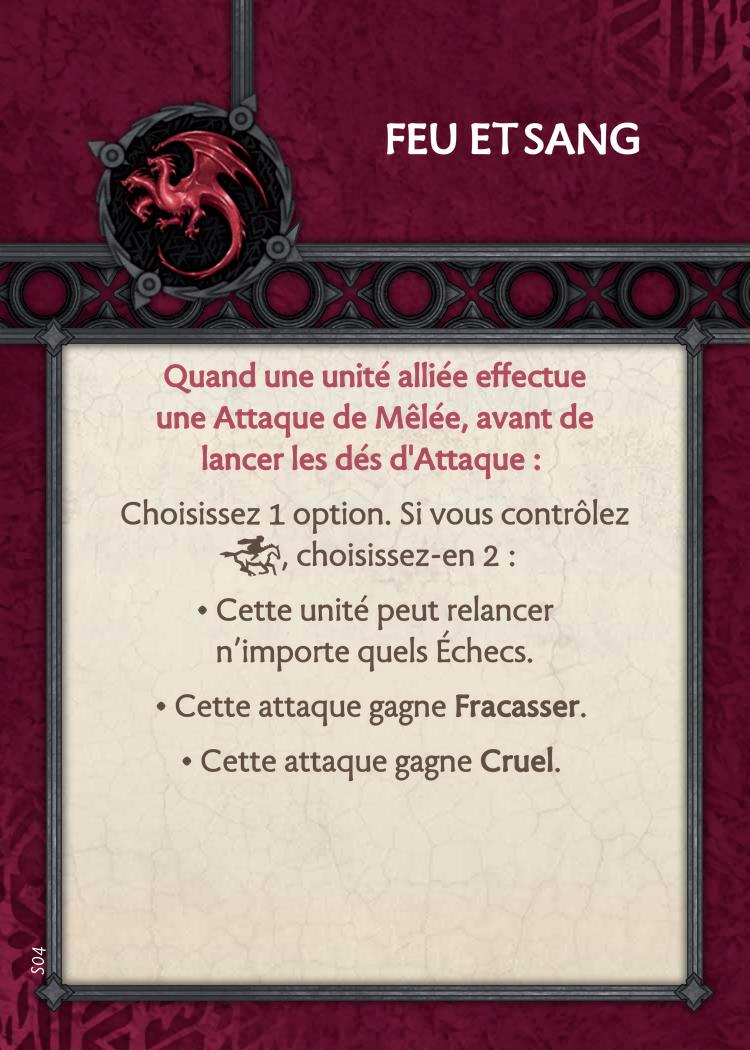 FEU ET SANG
Quand une unité alliée effectue
une Attaque de Mêlée, avant de
lancer les dés d'Attaque :
Choisissez 1 option. Si vous contrôlez
, choisissez-en 2 :
• Cette unité peut relancer
n’importe quels Échecs.
• Cette attaque gagne Fracasser.
• Cette attaque gagne Cruel.
S04